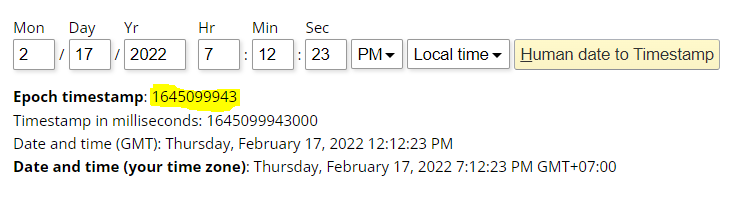 Mon Day Yr Hr Min Sec
2 / 17 / 2022 7 : 12 : 23 PM Local time Human date to Timestamp
Epoch timestamp: 1645099943
Timestamp in milliseconds: 1645099943000
Date and time (GMT): Thursday, February 17, 2022 12:12:23 PM
Date and time (your time zone): Thursday, February 17, 2022 7:12:23 PM GMT+07:00